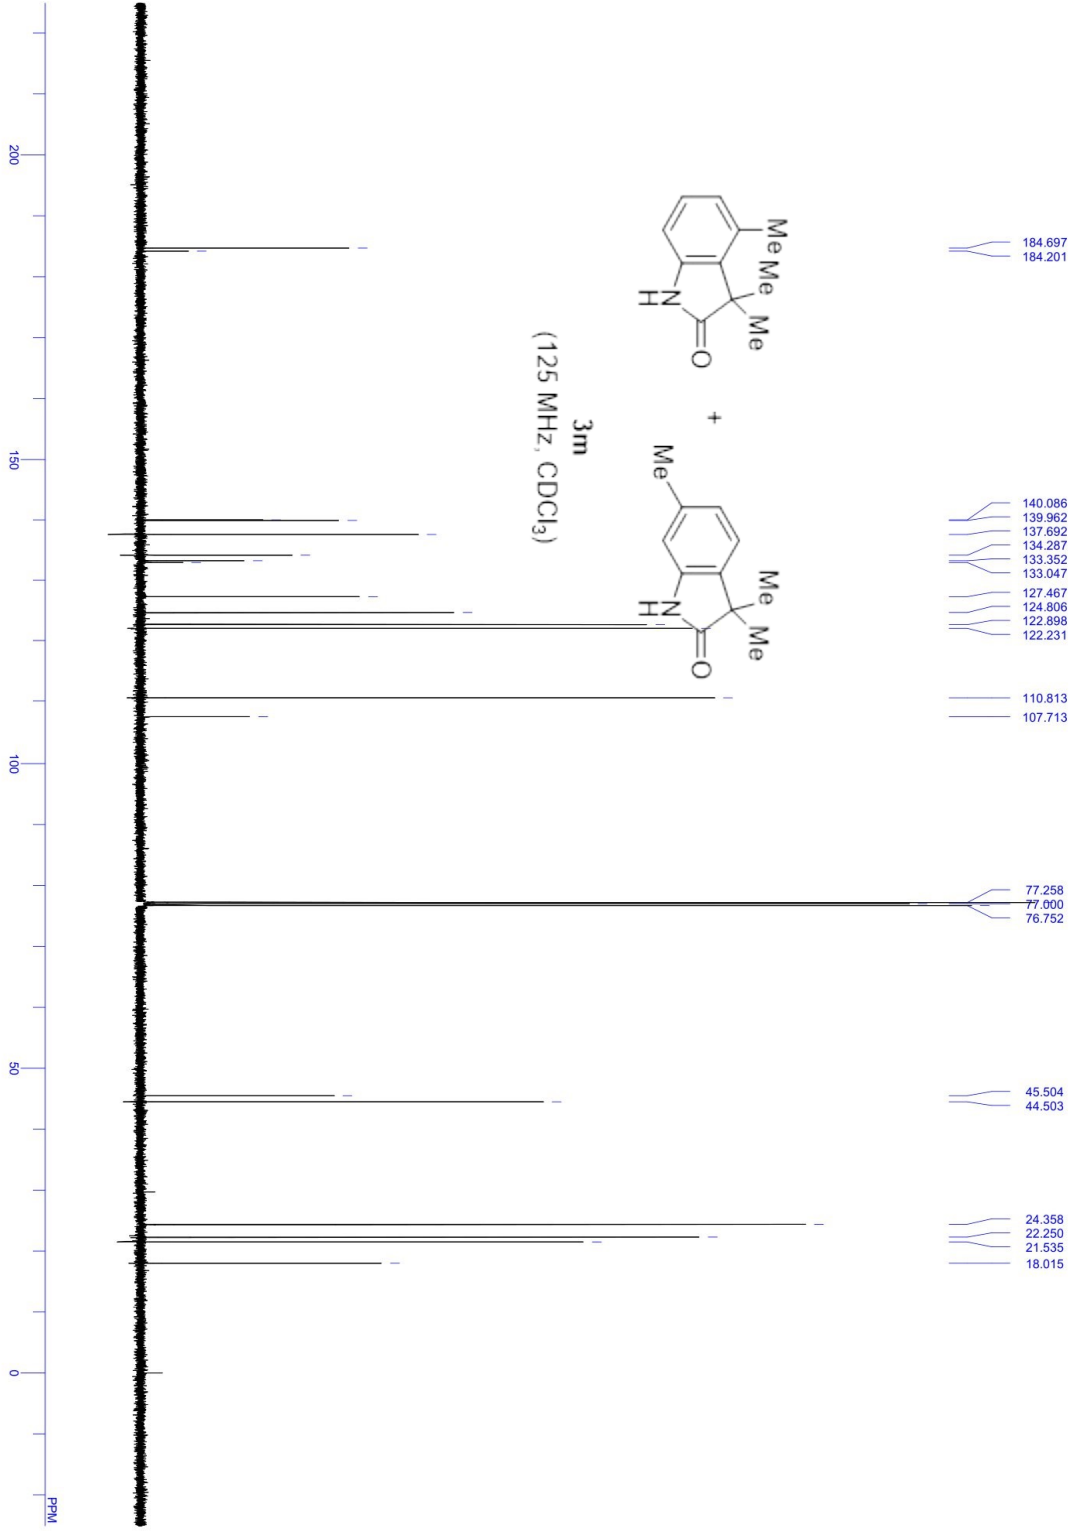 184.697
184.201
140.086
139.962
137.692
134.287
133.352
133.047
127.467
124.806
122.898
122.231
110.813
107.713
77.258
77.000
76.752
45.504
44.503
24.358
22.250
21.535
18.015
Me
Me
Me
N
H
O
+
Me
Me
Me
N
H
O
3m
(125 MHz, CDCl₃)
200
150
100
50
0
PPM